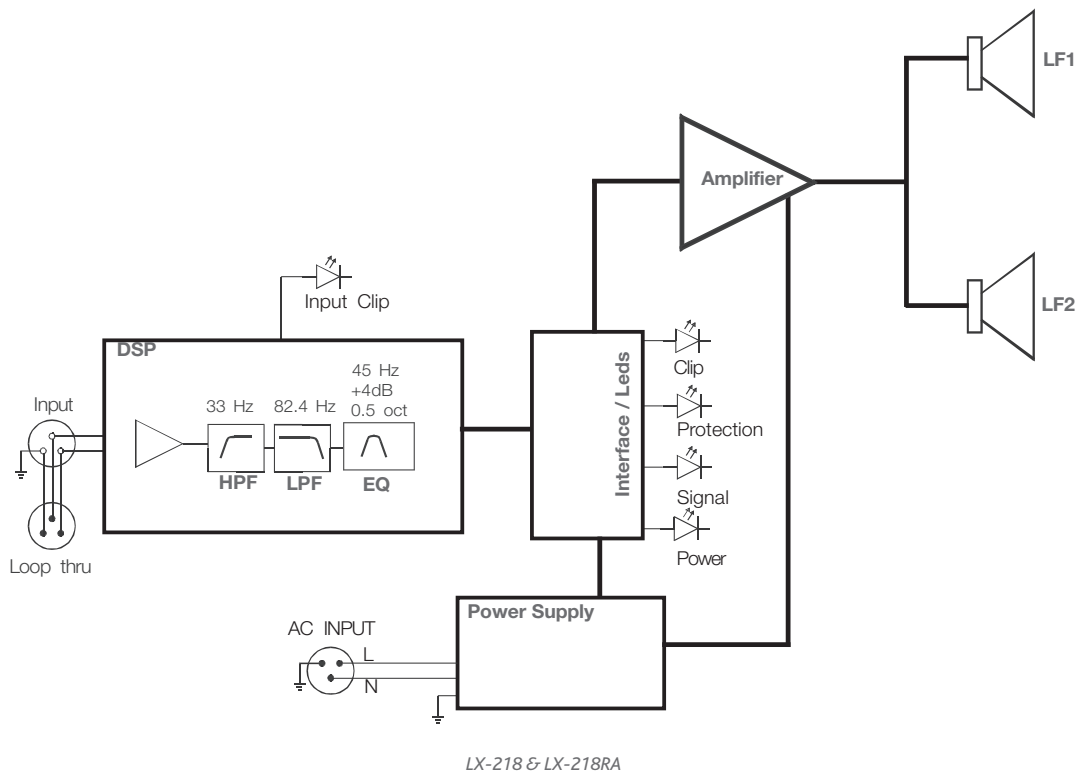 LF1
Amplifier
LF2
Input Clip
DSP
Clip
Input
33 Hz
82.4 Hz
45 Hz
+4dB
0.5 oct
HPF
LPF
EQ
Interface / Leds
Protection
Signal
Power
Loop thru
Power Supply
AC INPUT
L
N
LX-218 & LX-218RA